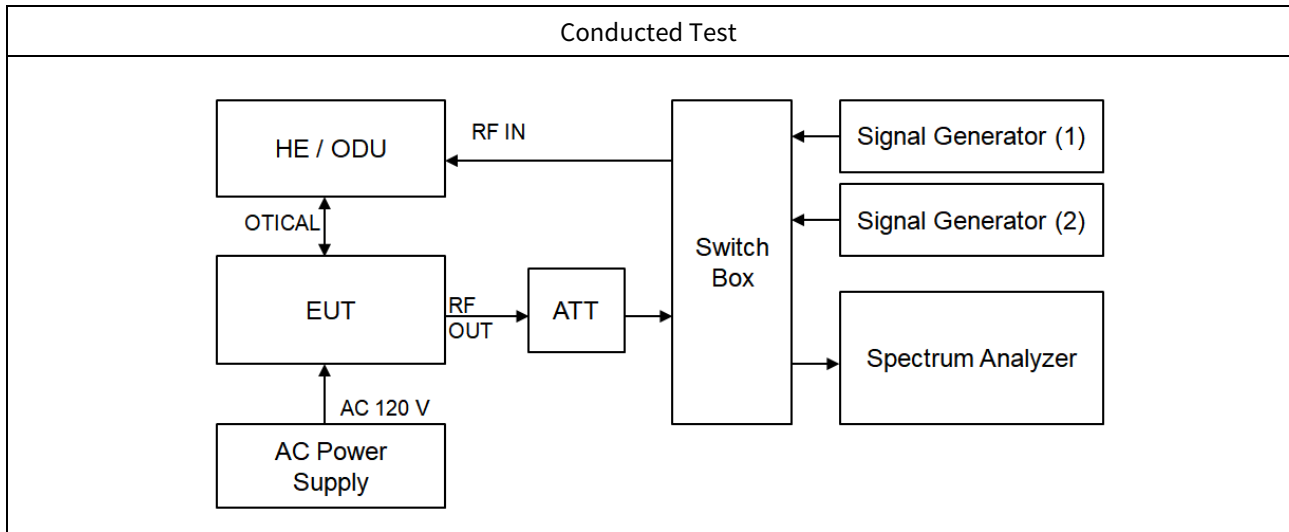 Conducted Test
HE / ODU
RF IN
Signal Generator (1)
OTICAL
Signal Generator (2)
Switch
Box
EUT
RF
OUT
ATT
Spectrum Analyzer
AC 120 V
AC Power
Supply